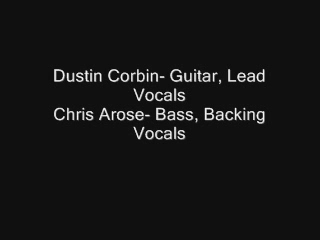 Dustin Corbin- Guitar, Lead
Vocals
Chris Arose- Bass, Backing
Vocals